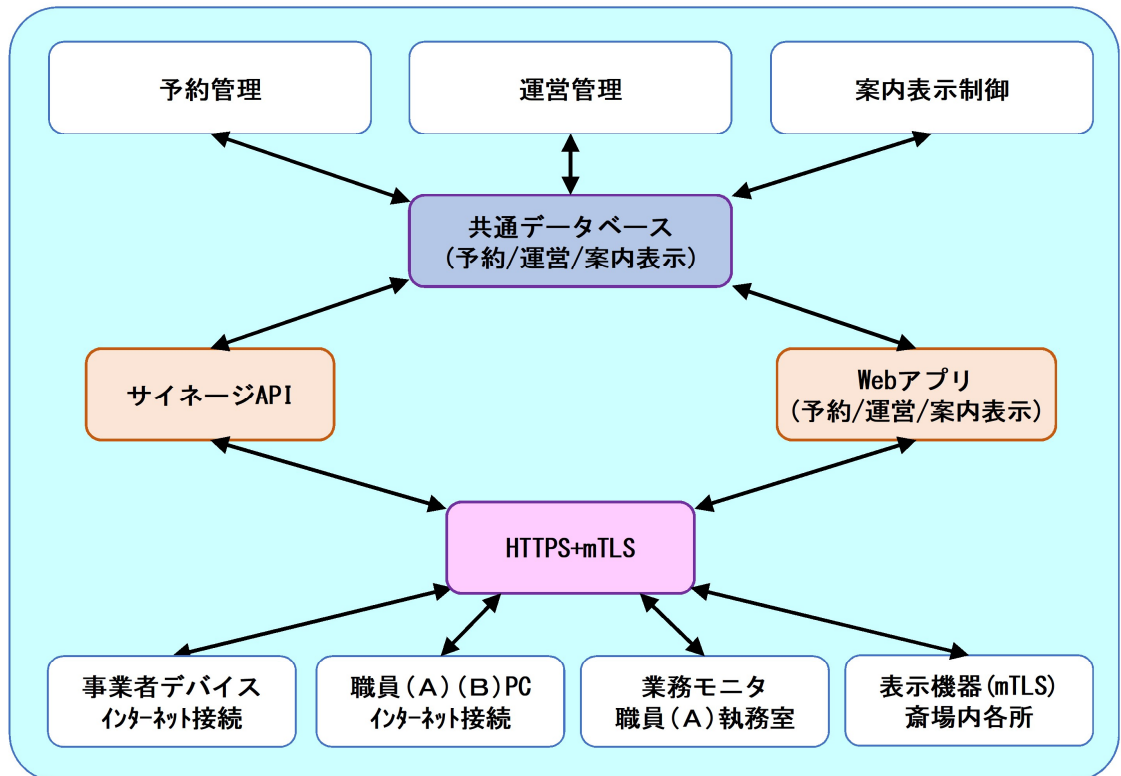 予約管理
運営管理
案内表示制御
共通データベース
(予約/運営/案内表示)
サイネージAPI
Webアプリ
(予約/運営/案内表示)
HTTPS+mTLS
事業者デバイス
インターネット接続
職員(A)(B)PC
インターネット接続
業務モニタ
職員(A)執務室
表示機器(mTLS)
斎場内各所